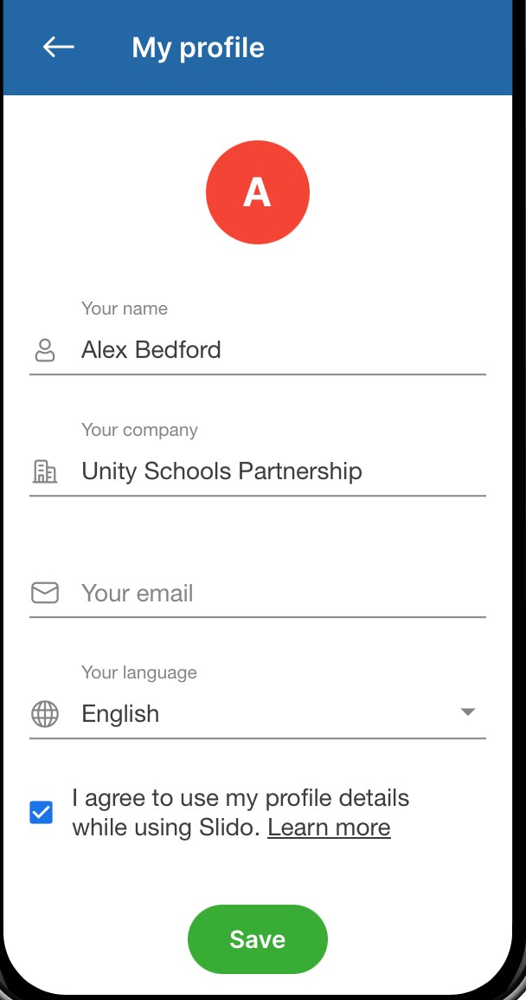 My profile
A
Your name
Alex Bedford
Your company
Unity Schools Partnership
Your email
Your language
English
I agree to use my profile details
while using Slido. Learn more
Save